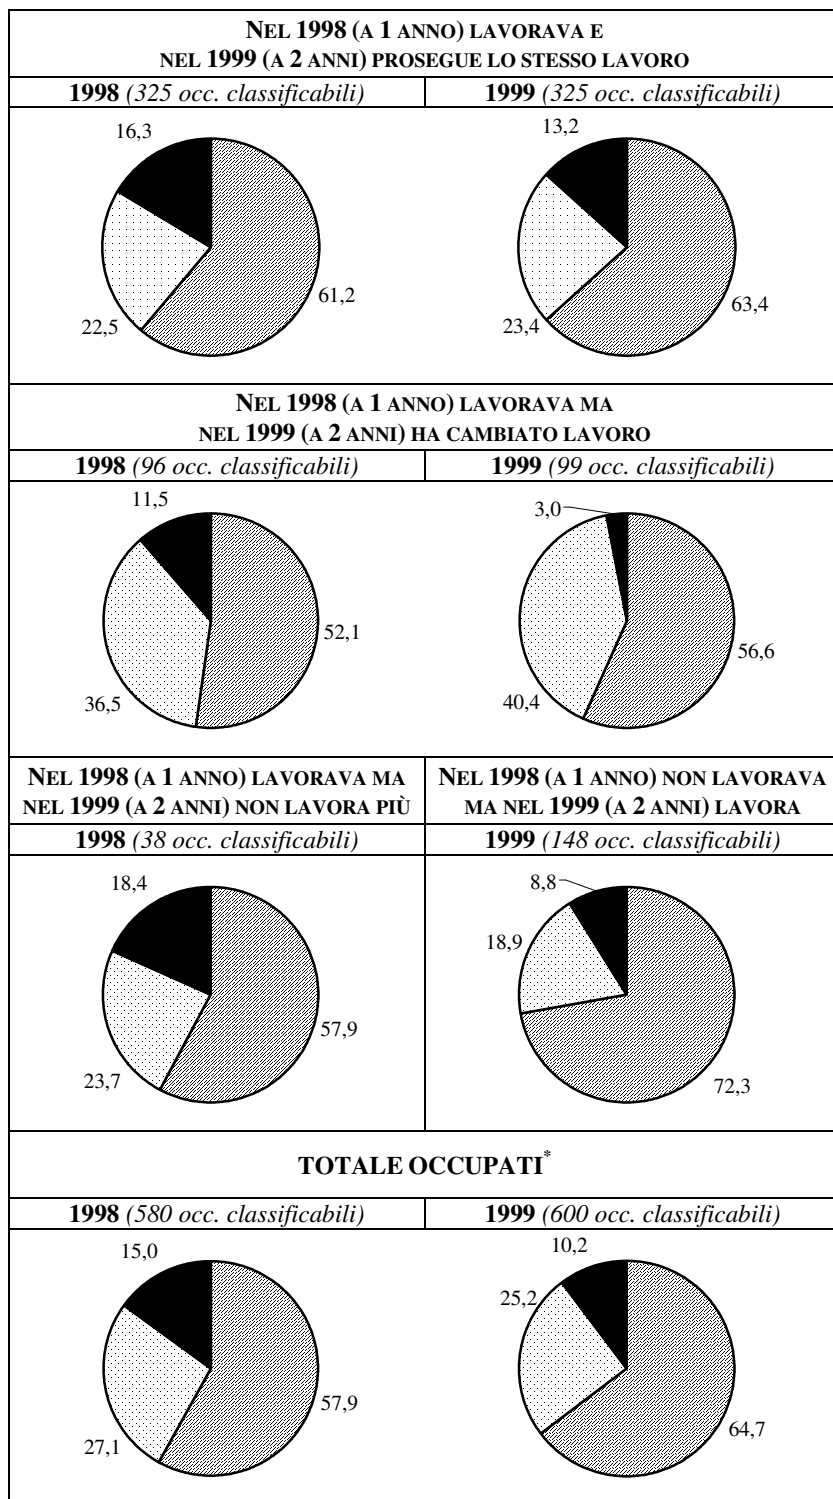 NEL 1998 (A 1 ANNO) LAVORAVA E
NEL 1999 (A 2 ANNI) PROSEGUE LO STESSO LAVORO
1998 (325 occ. classificabili)
1999 (325 occ. classificabili)
16,3
61,2
22,5
13,2
63,4
23,4
NEL 1998 (A 1 ANNO) LAVORAVA MA
NEL 1999 (A 2 ANNI) HA CAMBIATO LAVORO
1998 (96 occ. classificabili)
1999 (99 occ. classificabili)
11,5
52,1
36,5
3,0
56,6
40,4
NEL 1998 (A 1 ANNO) LAVORAVA MA
NEL 1999 (A 2 ANNI) NON LAVORA PIÙ
NEL 1998 (A 1 ANNO) NON LAVORAVA
MA NEL 1999 (A 2 ANNI) LAVORA
1998 (38 occ. classificabili)
1999 (148 occ. classificabili)
18,4
57,9
23,7
8,8
18,9
72,3
TOTALE OCCUPATI*
1998 (580 occ. classificabili)
1999 (600 occ. classificabili)
15,0
57,9
27,1
10,2
25,2
64,7